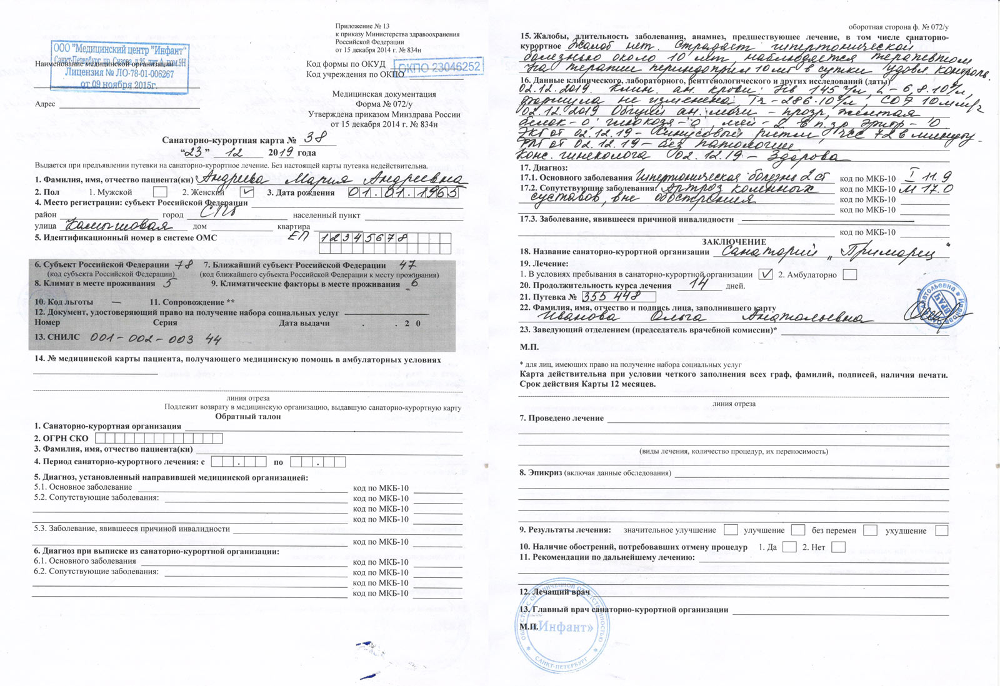 Приложение № 13
к приказу Министерства здравоохранения
Российской Федерации
от 15 декабря 2014 г. № 834н
ООО "Медицинский центр "Инфант"
Санкт-Петербург, пр. Сизова, д.25, лит.А, пом.9Н
Лицензия № ЛО-78-01-006267
от 09 ноября 2015г.
Наименование медицинской организации
Код формы по ОКУД
Код учреждения по ОКПО
ОКПО 23046252
Медицинская документация
Адрес
Форма № 072/у
Утверждена приказом Минздрава России
от 15 декабря 2014 г. № 834н
Санаторно-курортная карта № 38
“23” 12 2019 года
Выдается при предъявлении путевки на санаторно-курортное лечение. Без настоящей карты путевка недействительна.
1. Фамилия, имя, отчество пациента(ки) Андреева Мария Андреевна
2. Пол 1. Мужской 2. Женский ✓ 3. Дата рождения 01.01.1965
4. Место регистрации: субъект Российской Федерации
район город СПб населенный пункт
улица Камышовая дом квартира
5. Идентификационный номер в системе ОМС ЕП 12345678
6. Субъект Российской Федерации 78 7. Ближайший субъект Российской Федерации 47
(код субъекта Российской Федерации) (код ближайшего субъекта Российской Федерации к месту проживания)
8. Климат в месте проживания 5 9. Климатические факторы в месте проживания 6
10. Код льготы — 11. Сопровождение **
12. Документ, удостоверяющий право на получение набора социальных услуг
Номер Серия Дата выдачи . . 2 0
13. СНИЛС 001-002-003 44
14. № медицинской карты пациента, получающего медицинскую помощь в амбулаторных условиях
линия отреза
Подлежит возврату в медицинскую организацию, выдавшую санаторно-курортную карту
Обратный талон
1. Санаторно-курортная организация
2. ОГРН СКО
3. Фамилия, имя, отчество пациента(ки)
4. Период санаторно-курортного лечения: с . по .
5. Диагноз, установленный направившей медицинской организацией:
5.1. Основное заболевание код по МКБ-10
5.2. Сопутствующие заболевания: код по МКБ-10
код по МКБ-10
код по МКБ-10
5.3. Заболевание, явившееся причиной инвалидности
код по МКБ-10
6. Диагноз при выписке из санаторно-курортной организации:
6.1. Основного заболевания код по МКБ-10
6.2. Сопутствующие заболевания: код по МКБ-10
код по МКБ-10
код по МКБ-10
оборотная сторона ф. № 072/у
15. Жалобы, длительность заболевания, анамнез, предшествующее лечение, в том числе санаторно-
курортное Жалоб нет. Страдает гипертонической
болезнью около 10 лет, наблюдается терапевтом
На терапии периндоприл 10 мг в сутки удовл контроль.
16. Данные клинического, лабораторного, рентгенологического и других исследований (даты)
02.12.2019. Клин. ан. крови: Hb 145 г/л, L-6,8·10⁹/л,
формула не изменена, Tr-286·10⁹/л, СОЭ 10 мм/г
02.12.2019 Общий ан. мочи - прозр, желтая
белок-0, глюкоза-0, лей-2 в п.зр эритр-0.
ЭКГ от 02.12.19 - Синусовый ритм, ЧСС 72 в минуту.
от 02.12.19 - без патологии
Конс. гинеколога 02.12.19 - Здорова
17. Диагноз:
17.1. Основного заболевания Гипертоническая болезнь 2 ст код по МКБ-10 I 11.9
17.2. Сопутствующие заболевания: Артроз коленных код по МКБ-10 М 17.0
суставов, вне обострения код по МКБ-10
код по МКБ-10
17.3. Заболевание, явившееся причиной инвалидности
код по МКБ-10
ЗАКЛЮЧЕНИЕ
18. Название санаторно-курортной организации Санаторий „Приморец"
19. Лечение:
1. В условиях пребывания в санаторно-курортной организации ✓ 2. Амбулаторно
20. Продолжительность курса лечения 14 дней.
21. Путевка № 355 448
22. Фамилия, имя, отчество и подпись лица, заполнившего карту
Иванова Ольга Анатольевна
Иванова Ольга Анатольевна
ВРАЧ
23. Заведующий отделением (председатель врачебной комиссии)*
М.П.
* для лиц, имеющих право на получение набора социальных услуг
Карта действительна при условии четкого заполнения всех граф, фамилий, подписей, наличия печати.
Срок действия Карты 12 месяцев.
линия отреза
7. Проведено лечение
(виды лечения, количество процедур, их переносимость)
8. Эпикриз (включая данные обследования)
9. Результаты лечения: значительное улучшение улучшение без перемен ухудшение
10. Наличие обострений, потребовавших отмену процедур 1. Да 2. Нет
11. Рекомендации по дальнейшему лечению:
12. Лечащий врач
13. Главный врач санаторно-курортной организации
М.П.
ОБЩЕСТВО С ОГРАНИЧЕННОЙ ОТВЕТСТВЕННОСТЬЮ
«Инфант»
САНКТ-ПЕТЕРБУРГ